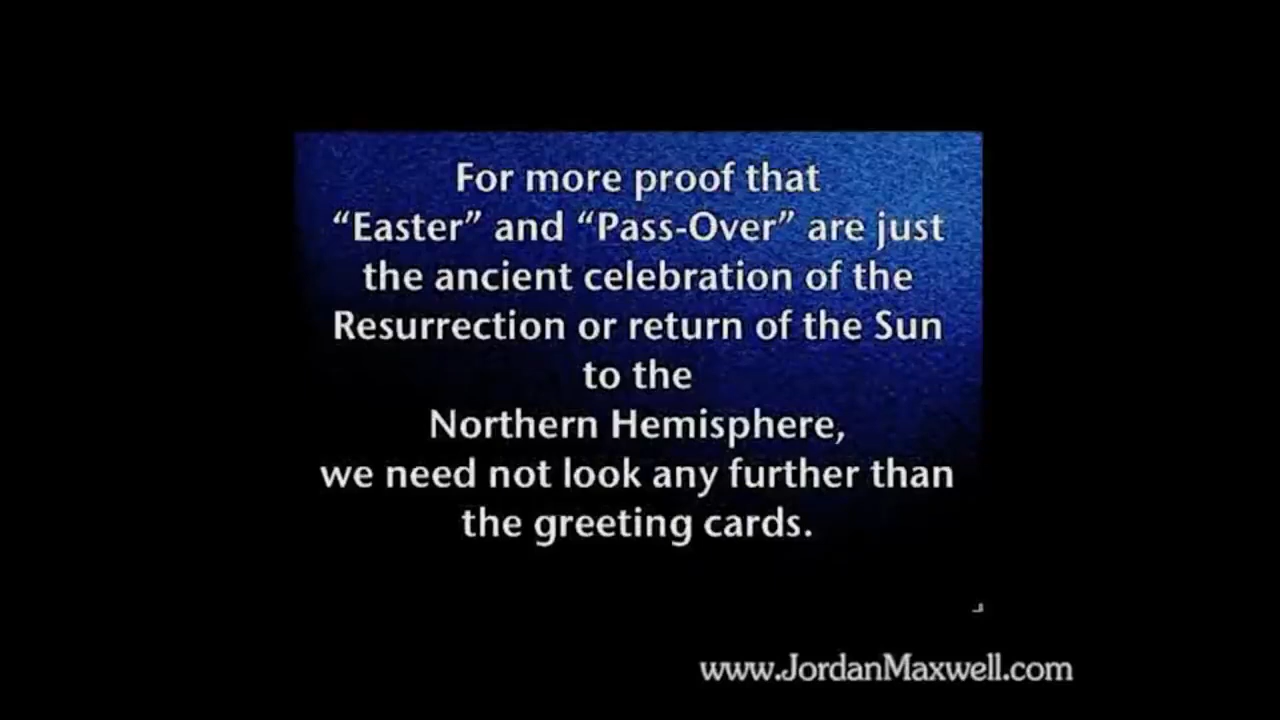 For more proof that
“Easter” and “Pass-Over” are just
the ancient celebration of the
Resurrection or return of the Sun
to the
Northern Hemisphere,
we need not look any further than
the greeting cards.
www.JordanMaxwell.com